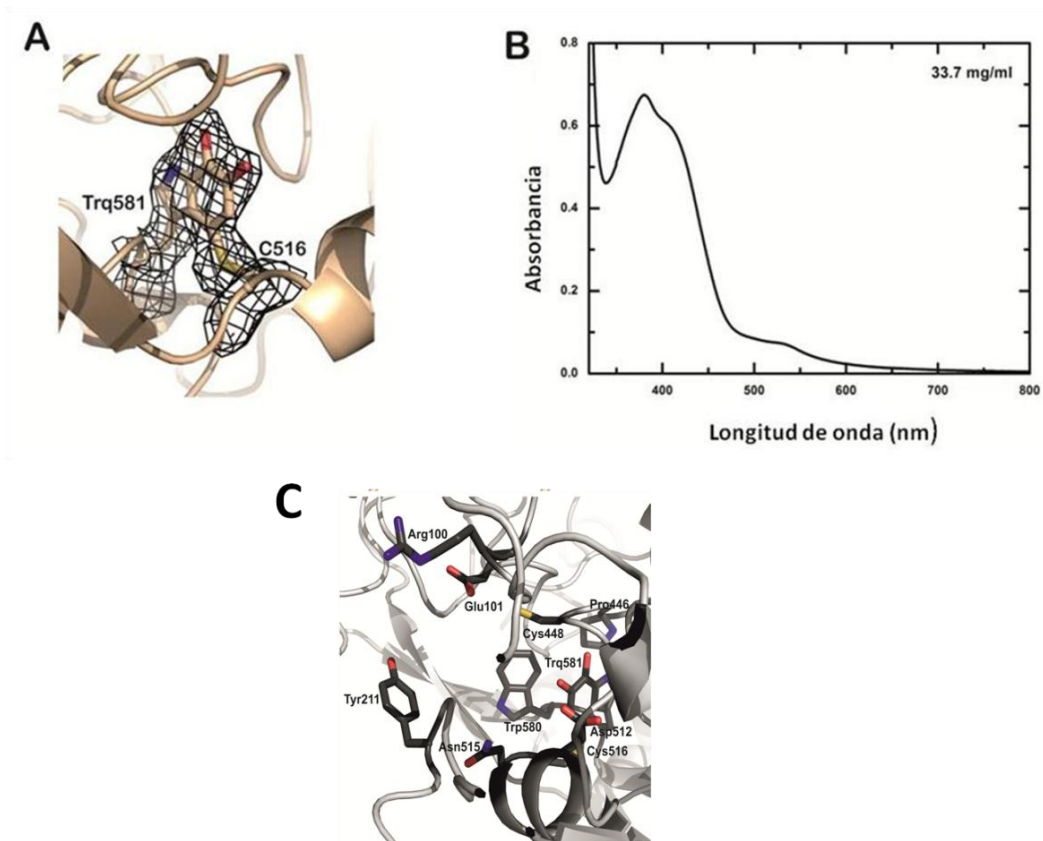 A
Trq581
C516
B
33.7 mg/ml
Absorbancia
0.8
0.6
0.4
0.2
0.0
400 500 600 700 800
Longitud de onda (nm)
C
Arg100
Glu101
Pro446
Cys448
Trq581
Tyr211
Trp580
Asp512
Asn515
Cys516